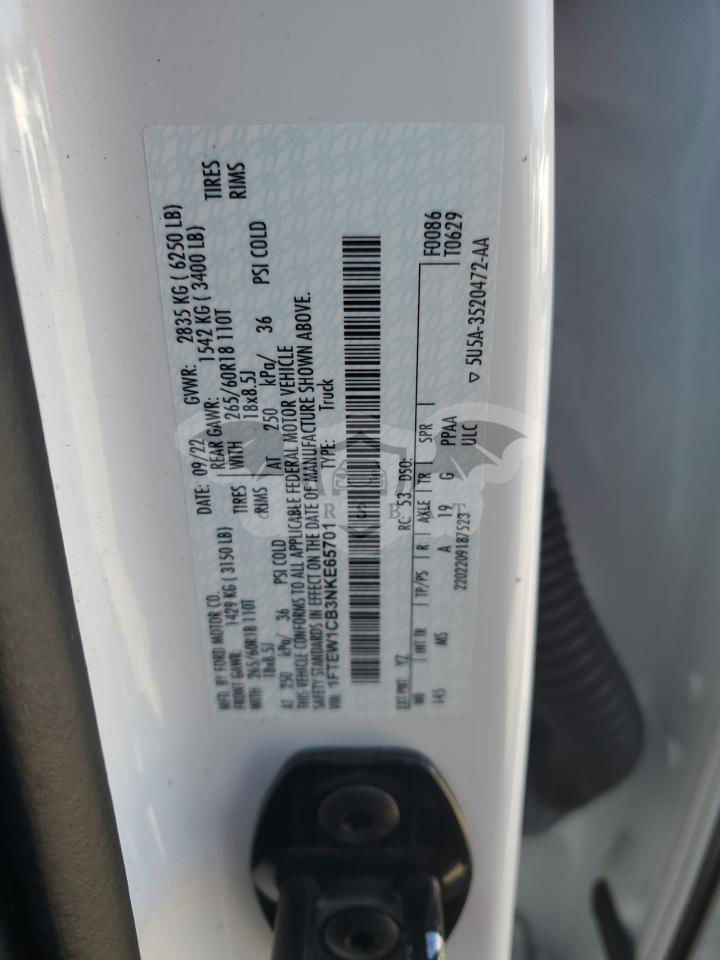 MFD. BY FORD MOTOR CO. DATE: 09/22 GVWR: 2835 KG ( 6250 LB)
FRONT GAWR: 1429 KG ( 3150 LB) REAR GAWR: 1542 KG ( 3400 LB)
WITH 265/60R18 110T TIRES WITH 265/60R18 110T TIRES
18x8.5J RIMS 18x8.5J RIMS
AT 250 kPa/ 36 PSI COLD AT 250 kPa/ 36 PSI COLD
THIS VEHICLE CONFORMS TO ALL APPLICABLE FEDERAL MOTOR VEHICLE
SAFETY STANDARDS IN EFFECT ON THE DATE OF MANUFACTURE SHOWN ABOVE.
VIN: 1FTEW1CB3NKE65701 TYPE: Truck
EXT PNT: YZ RC: 53 DSO: F0086
WB INT TR TP/PS R AXLE TR SPR T0629
145 MS A 19 G PPAA
2202209187523 ULC
5U5A-3520472-AA